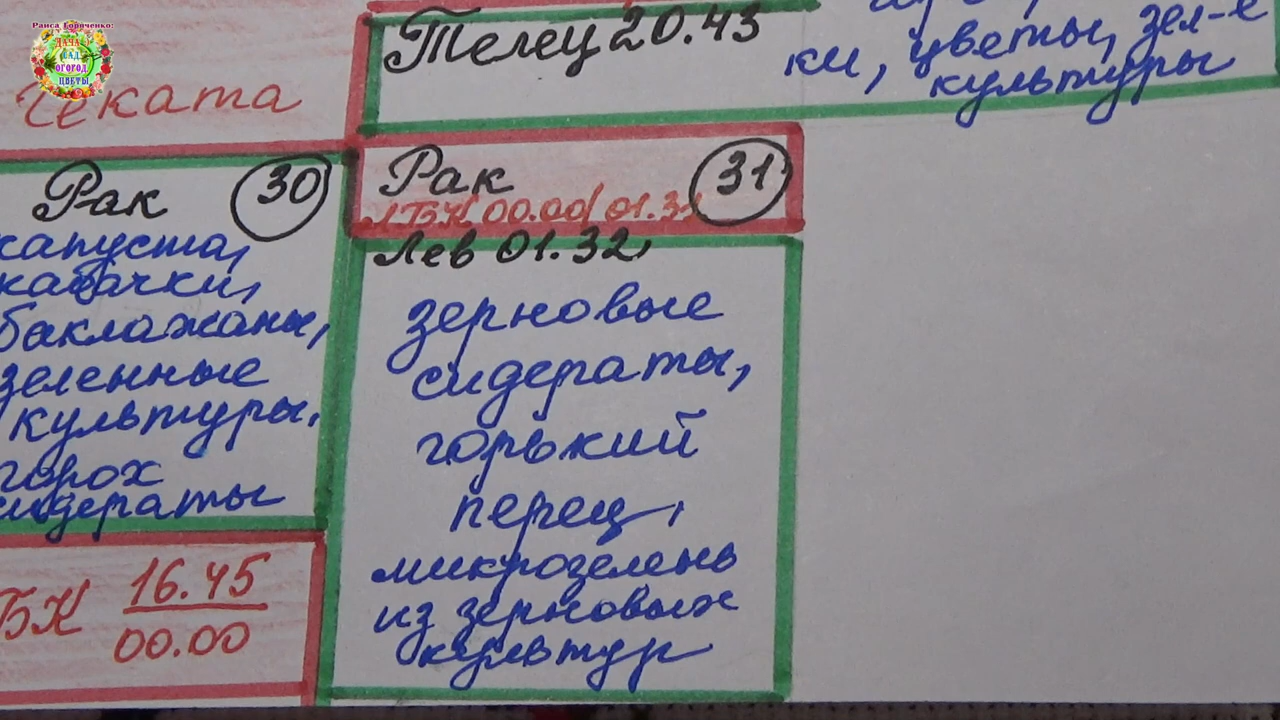 Раиса Горяченко:
ДАЧА
САД
ОГОРОД
ЦВЕТЫ
Геката
Телец 20.43
ки, цветы, зел-е
культуры
Рак 30
капуста,
кабачки,
баклажаны,
зеленные
культуры,
горох
сидераты
БК 16.45
00.00
Рак 31
ЛБК 00.00/01.31
Лев 01.32,
зерновые
сидераты,
горький
перец,
микрозелень
из зерновых
культур